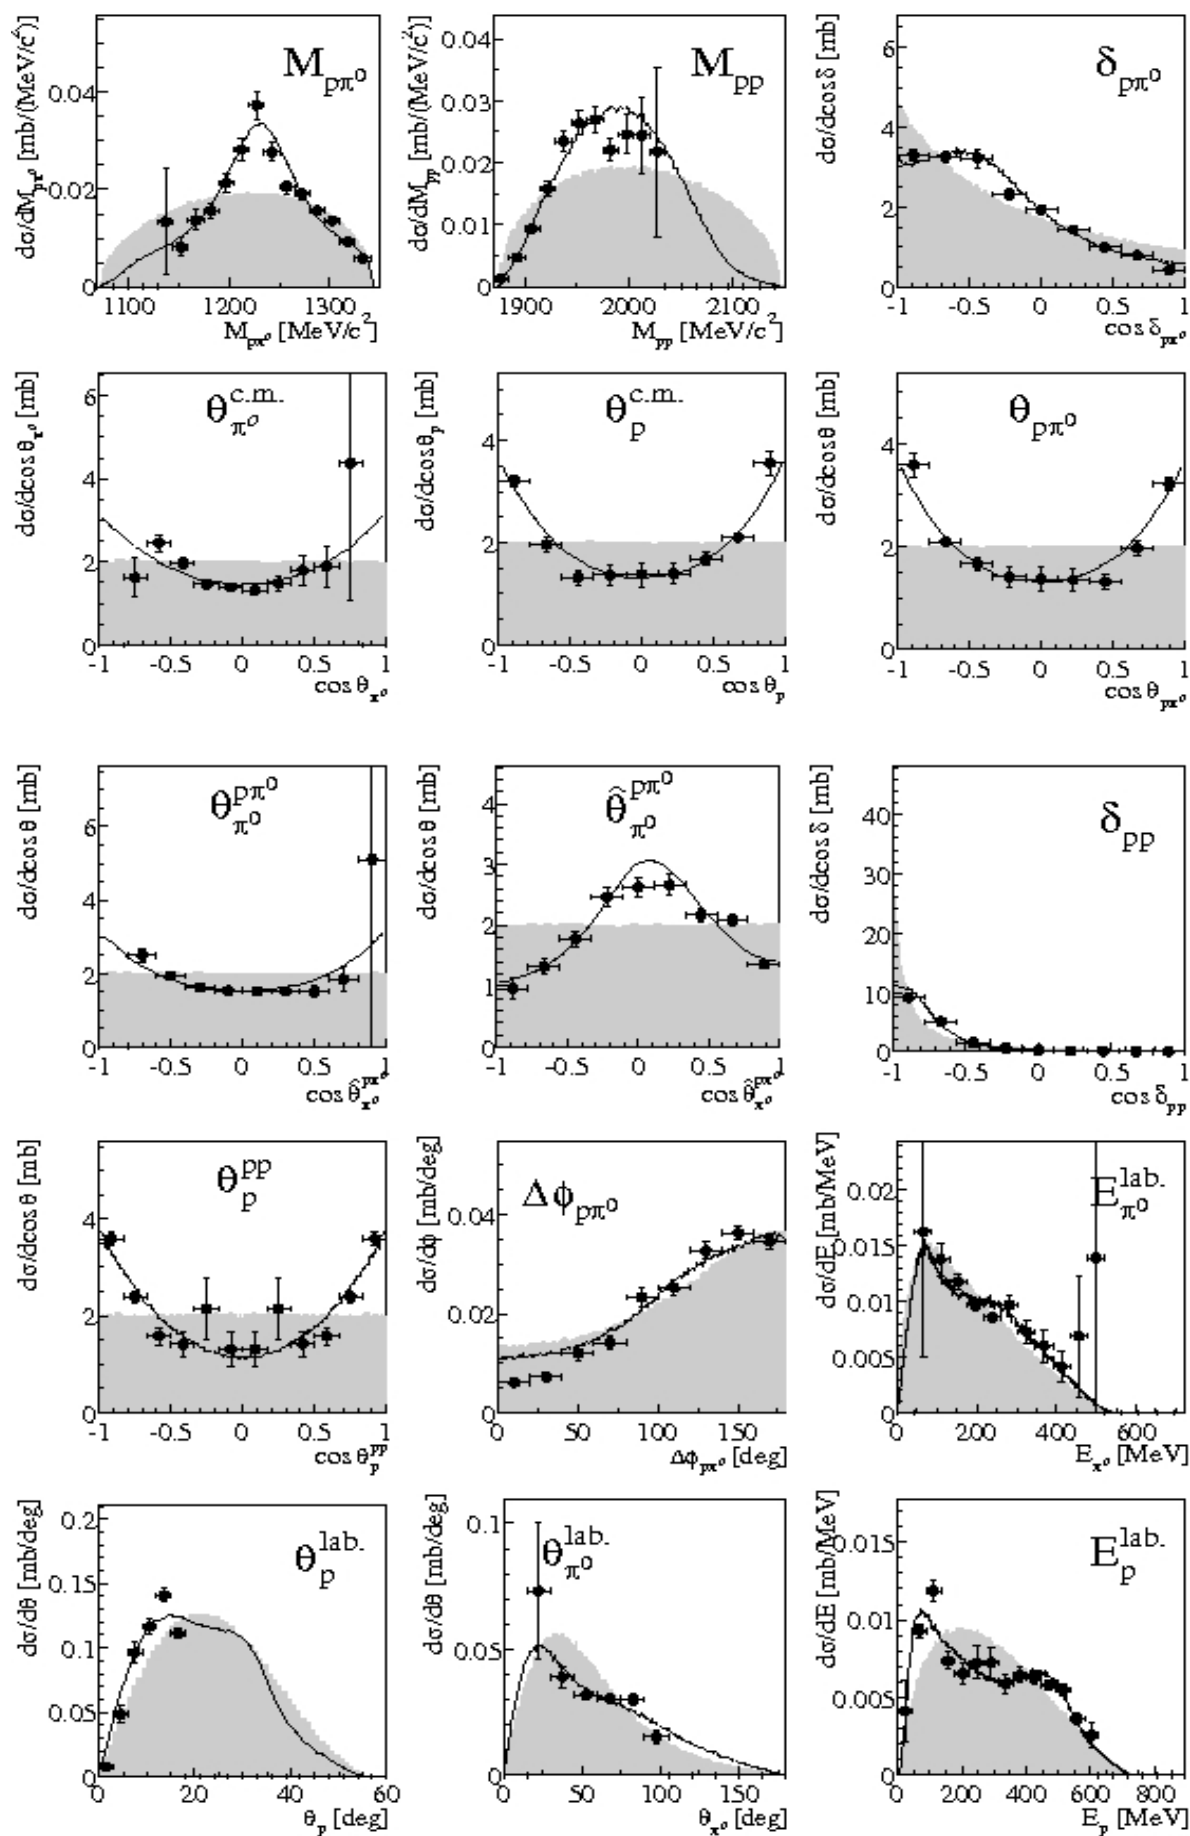 M_pπ⁰
dσ/dM_pπ⁰ [mb/(MeV/c²)]
0.04
0.02
0
1100 1200 1300
M_pπ⁰ [MeV/c²]
M_pp
dσ/dM_pp [mb/(MeV/c²)]
0.04
0.03
0.02
0.01
0
1900 2000 2100
M_pp [MeV/c²]
δ_pπ⁰
dσ/dcosδ [mb]
6
4
2
0
-1 -0.5 0 0.5 1
cos δ_pπ⁰
θ_π⁰^c.m.
dσ/dcosθ_π⁰ [mb]
6
4
2
0
-1 -0.5 0 0.5 1
cos θ_π⁰
θ_p^c.m.
dσ/dcosθ_p [mb]
4
2
0
-1 -0.5 0 0.5 1
cos θ_p
θ_pπ⁰
dσ/dcosθ [mb]
4
2
0
-1 -0.5 0 0.5 1
cos θ_pπ⁰
θ_π⁰^pπ⁰
dσ/dcosθ [mb]
6
4
2
0
-1 -0.5 0 0.5 1
cos θ̂_π⁰^pπ⁰
θ̂_π⁰^pπ⁰
dσ/dcosθ [mb]
4
3
2
1
0
-1 -0.5 0 0.5 1
cos θ̂_π⁰^pπ⁰
δ_pp
dσ/dcosδ [mb]
40
30
20
10
0
-1 -0.5 0 0.5 1
cos δ_pp
θ_p^pp
dσ/dcosθ [mb]
4
2
0
-1 -0.5 0 0.5 1
cos θ_p^pp
Δϕ_pπ⁰
dσ/dϕ [mb/deg]
0.04
0.02
0
0 50 100 150
Δϕ_pπ⁰ [deg]
E_π⁰^lab.
dσ/dE [mb/MeV]
0.02
0.015
0.01
0.005
0
0 200 400 600
E_π⁰ [MeV]
θ_p^lab.
dσ/dθ [mb/deg]
0.2
0.15
0.1
0.05
0
0 20 40 60
θ_p [deg]
θ_π⁰^lab.
dσ/dθ [mb/deg]
0.1
0.05
0
0 50 100 150
θ_π⁰ [deg]
E_p^lab.
dσ/dE [mb/MeV]
0.015
0.01
0.005
0
0 200 400 600 800
E_p [MeV]